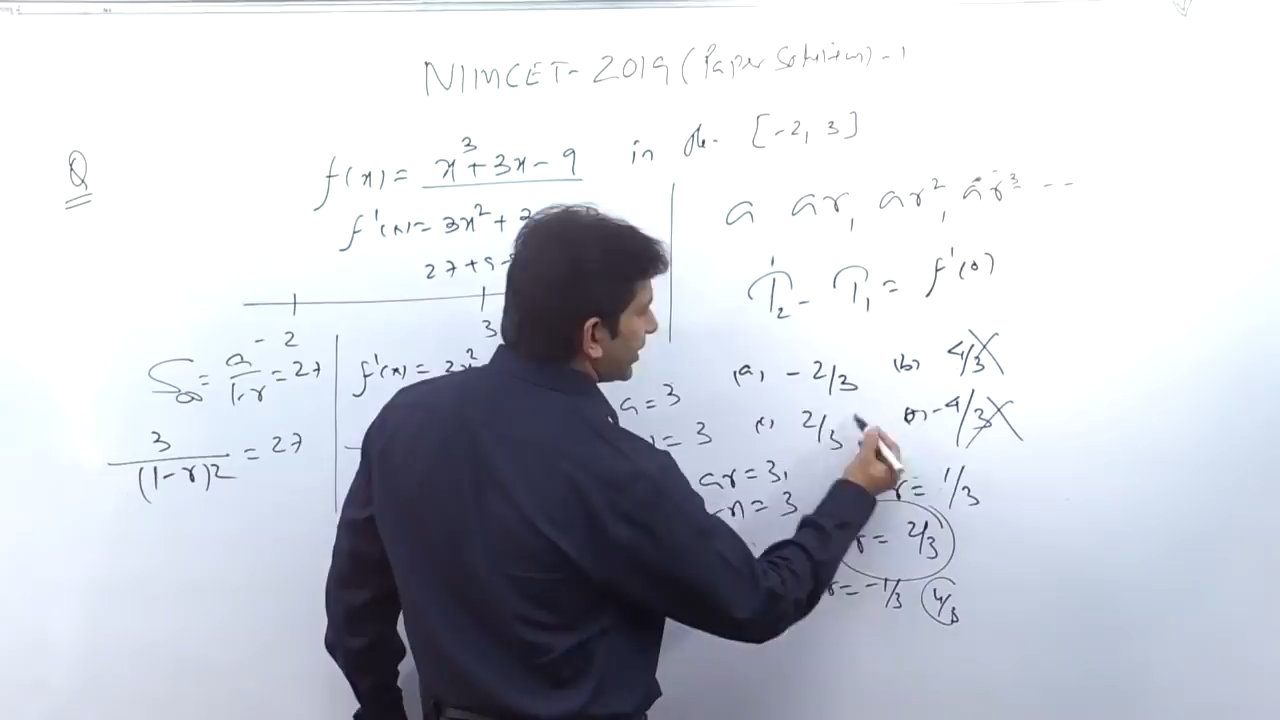 NIMCET-2019 (Paper Solution)-1
Q
f(x) = x³+3x-9 in the [-2, 3]
f'(x) = 3x²+
27+9-
-2 3
S∞ = a/1-r = 27
3/(1-r)2 = 27
f'(x) =
a ar, ar², ar³ --
T2 - T1 = f'(0)
(a) -2/3 (b) 4/3
(c) 2/3 -4/3
a=3
= 3
ar=3,
= 3
r = 1/3
r = 2/3
r = -1/3 4/3